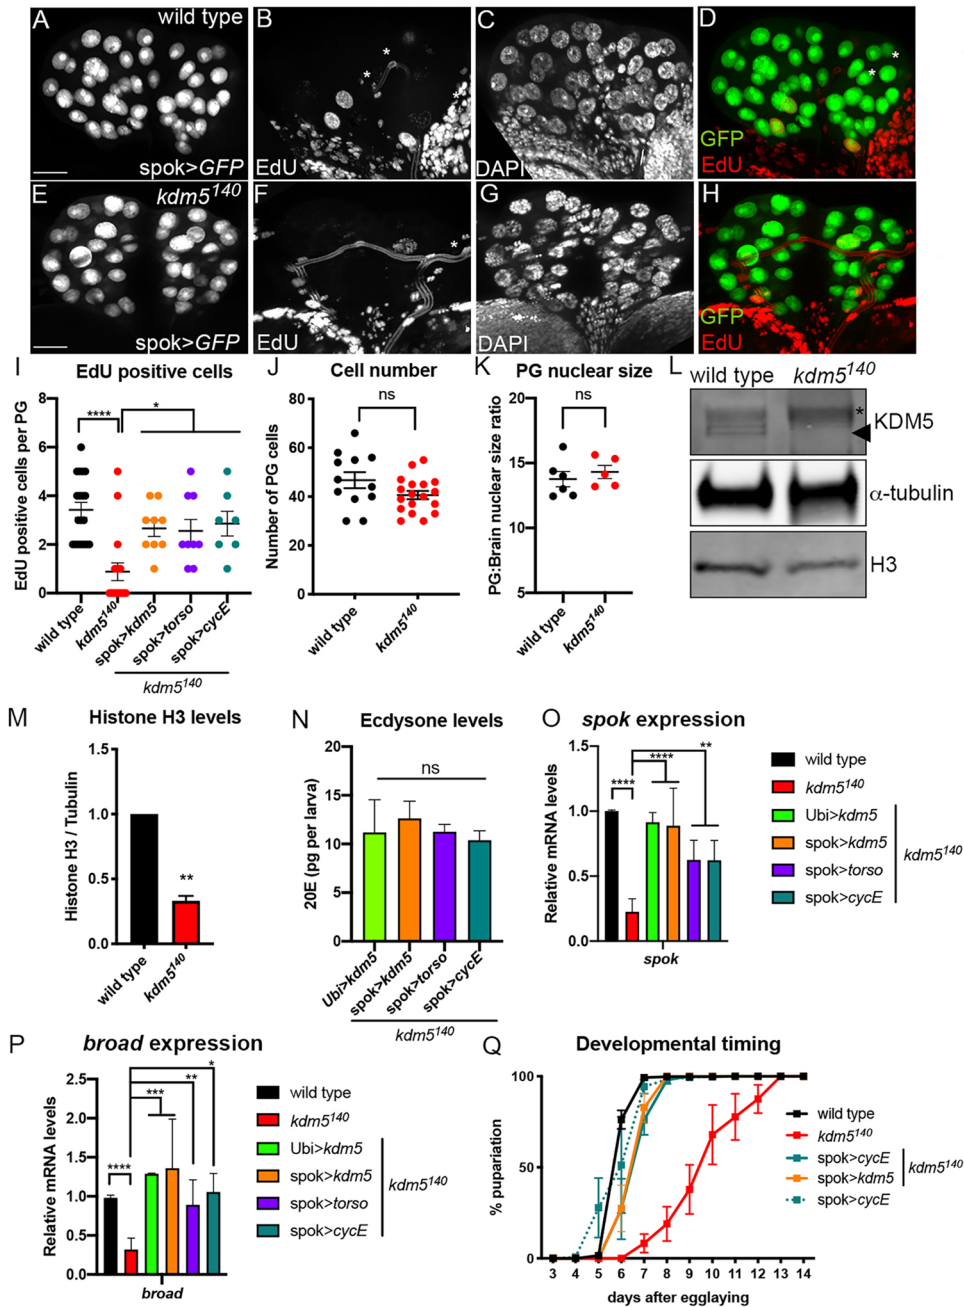 A wild type B C D
* * * *
spok>GFP EdU DAPI GFP
EdU
E kdm5140 F G H
*
spok>GFP EdU DAPI GFP
EdU
I EdU positive cells
EdU positive cells per PG
8
6
4
2
0
**** *
wild type
kdm5140
spok>kdm5
spok>torso
spok>cycE
kdm5140
J Cell number
Number of PG cells
80
60
40
20
0
ns
wild type
kdm5140
K PG nuclear size
PG:Brain nuclear size ratio
20
15
10
5
ns
wild type
kdm5140
L wild type kdm5140
* KDM5
α-tubulin
H3
M Histone H3 levels
Histone H3 / Tubulin
1.5
1.0
0.5
0.0
**
wild type
kdm5140
N Ecdysone levels
20E (pg per larva)
20
15
10
5
0
ns
Ubi>kdm5
spok>kdm5
spok>torso
spok>cycE
kdm5140
O spok expression
Relative mRNA levels
1.5
1.0
0.5
0.0
**** **** **
spok
wild type
kdm5140
Ubi>kdm5
spok>kdm5
spok>torso
spok>cycE
kdm5140
P broad expression
Relative mRNA levels
2.5
2.0
1.5
1.0
0.5
0.0
**** *** ** *
broad
wild type
kdm5140
Ubi>kdm5
spok>kdm5
spok>torso
spok>cycE
kdm5140
Q Developmental timing
% pupariation
100
50
0
3 4 5 6 7 8 9 10 11 12 13 14
days after egglaying
wild type
kdm5140
spok>cycE
spok>kdm5
kdm5140
spok>cycE